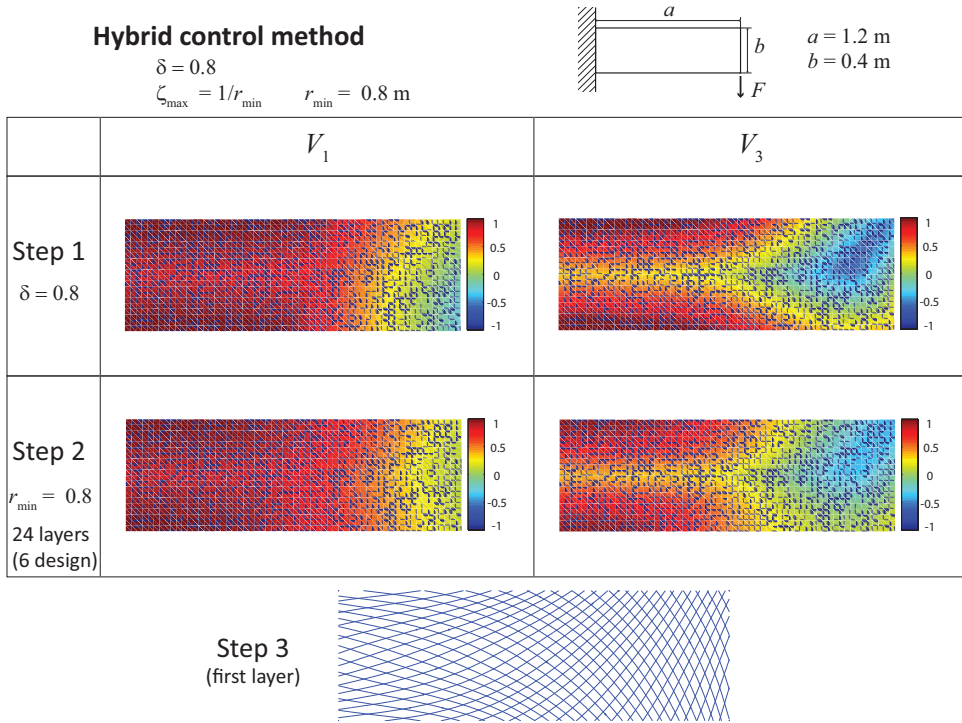 Hybrid control method
δ = 0.8
ζmax = 1/rmin rmin = 0.8 m
a
b
F
a = 1.2 m
b = 0.4 m
V1
V3
Step 1
δ = 0.8
1
0.5
0
-0.5
-1
1
0.5
0
-0.5
-1
Step 2
rmin = 0.8
24 layers
(6 design)
1
0.5
0
-0.5
-1
1
0.5
0
-0.5
-1
Step 3
(first layer)